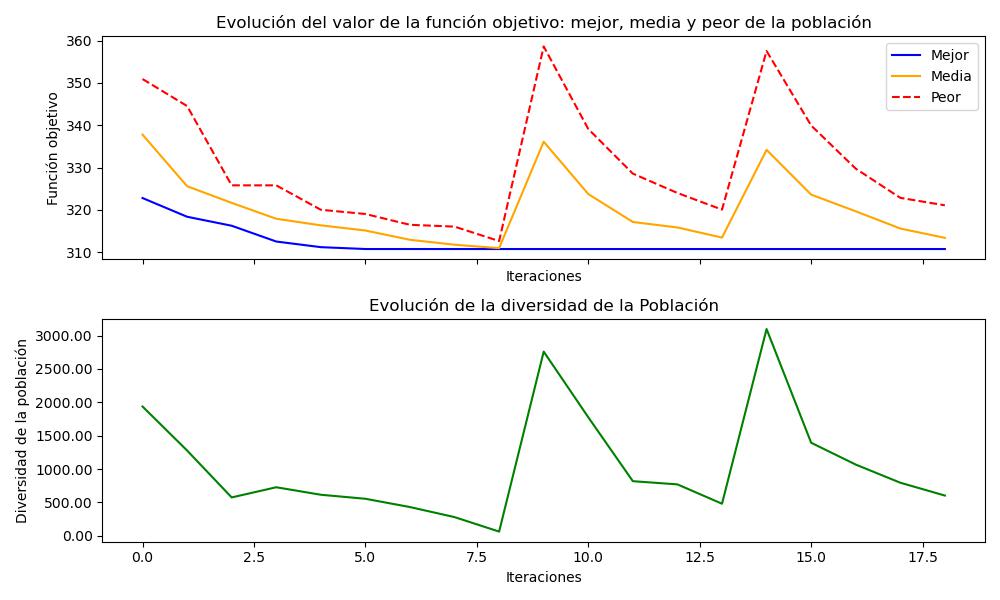 Evolución del valor de la función objetivo: mejor, media y peor de la población
360
350
340
330
320
310
Función objetivo
Mejor
Media
Peor
Iteraciones
Evolución de la diversidad de la Población
3000.00
2500.00
2000.00
1500.00
1000.00
500.00
0.00
Diversidad de la población
0.0 2.5 5.0 7.5 10.0 12.5 15.0 17.5
Iteraciones